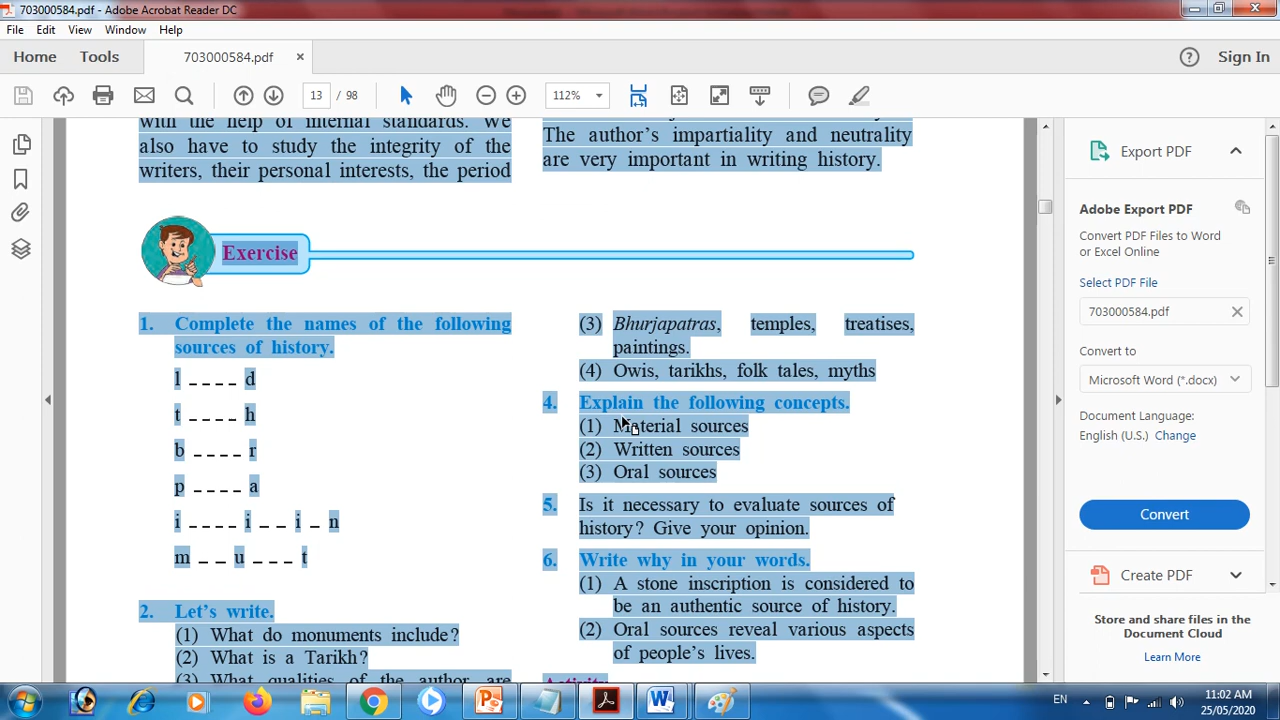 703000584.pdf - Adobe Acrobat Reader DC
File Edit View Window Help
Home Tools 703000584.pdf × ? Sign In
13 / 98 112%
with the help of internal standards. We
also have to study the integrity of the
writers, their personal interests, the period
The author's impartiality and neutrality
are very important in writing history.
Exercise
1. Complete the names of the following
sources of history.
l _ _ _ _ d
t _ _ _ _ h
b _ _ _ _ r
p _ _ _ _ a
i _ _ _ _ i _ _ i _ n
m _ _ u _ _ _ t
2. Let's write.
(1) What do monuments include?
(2) What is a Tarikh?
(3) What qualities of the author are
(3) Bhurjapatras, temples, treatises,
paintings.
(4) Owis, tarikhs, folk tales, myths
4. Explain the following concepts.
(1) Material sources
(2) Written sources
(3) Oral sources
5. Is it necessary to evaluate sources of
history? Give your opinion.
6. Write why in your words.
(1) A stone inscription is considered to
be an authentic source of history.
(2) Oral sources reveal various aspects
of people's lives.
Activity
Export PDF
Adobe Export PDF
Convert PDF Files to Word
or Excel Online
Select PDF File
703000584.pdf ×
Convert to
Microsoft Word (*.docx)
Document Language:
English (U.S.) Change
Convert
Create PDF
Store and share files in the
Document Cloud
Learn More
EN
11:02 AM
25/05/2020